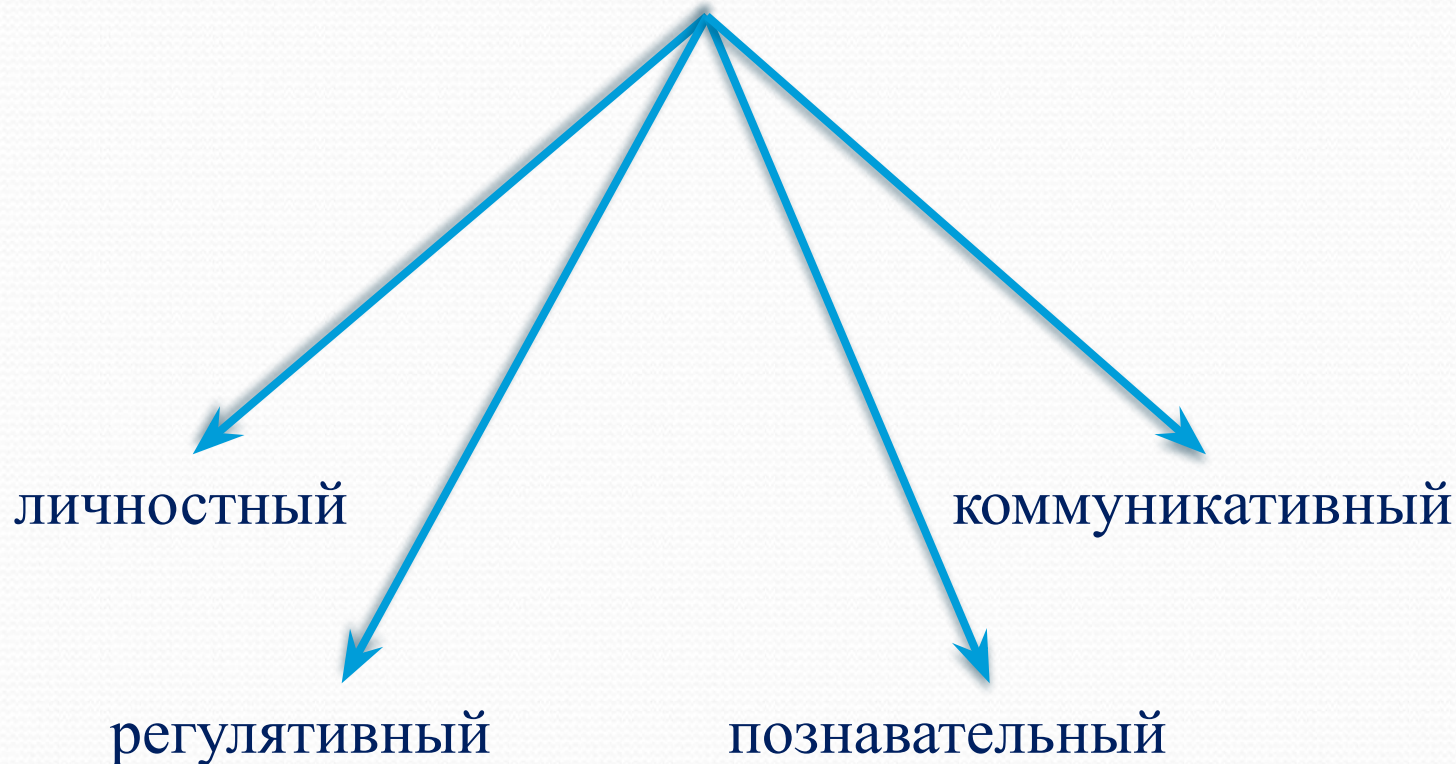 личностный
коммуникативный
регулятивный
познавательный